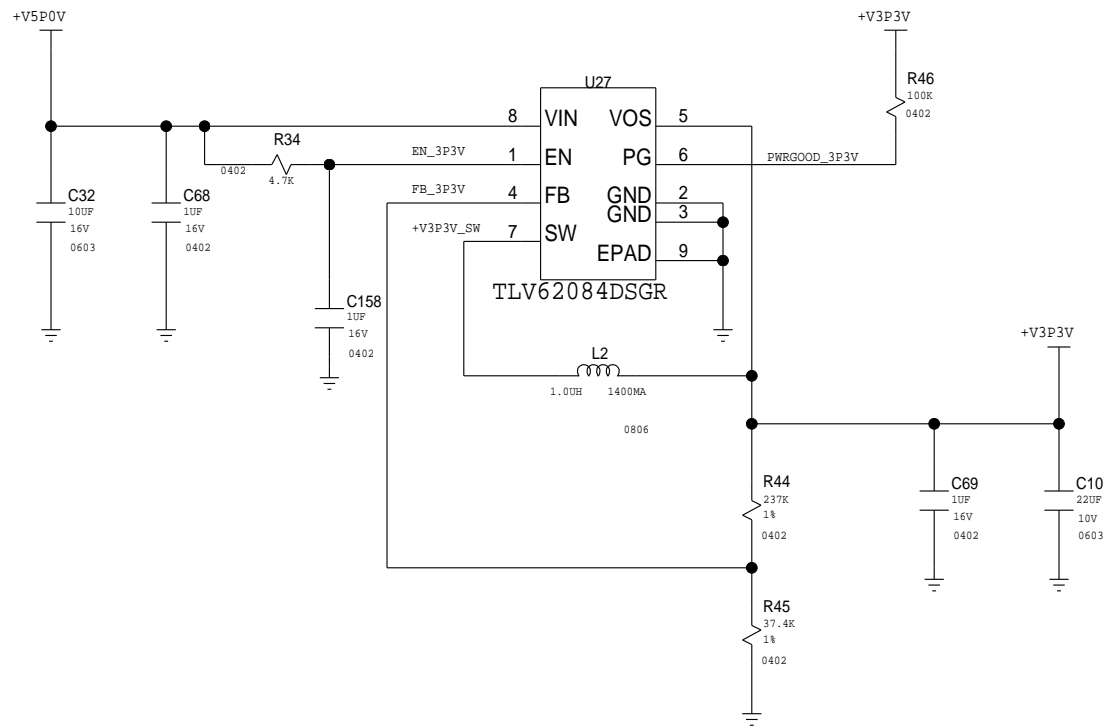 +V5P0V
+V3P3V
U27
R46
100K
0402
8 VIN VOS 5
R34
0402
4.7K
EN_3P3V
1 EN PG 6
PWRGOOD_3P3V
FB_3P3V
4 FB GND 2
GND 3
+V3P3V_SW
7 SW
EPAD 9
TLV62084DSGR
C32
10UF
16V
0603
C68
1UF
16V
0402
C158
1UF
16V
0402
L2
1.0UH 1400MA
0806
+V3P3V
R44
237K
1%
0402
C69
1UF
16V
0402
C10
22UF
10V
0603
R45
37.4K
1%
0402